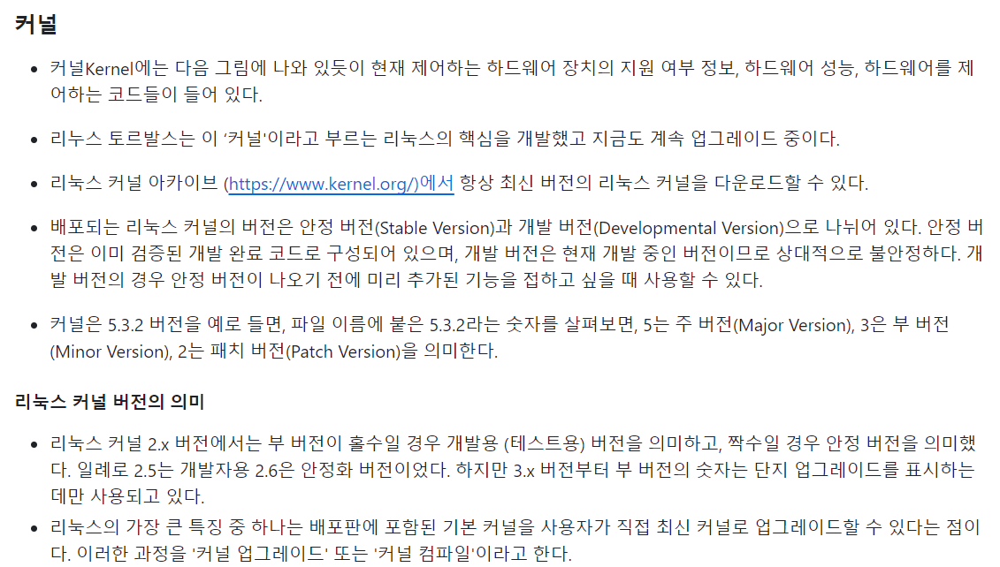 커널
• 커널Kernel에는 다음 그림에 나와 있듯이 현재 제어하는 하드웨어 장치의 지원 여부 정보, 하드웨어 성능, 하드웨어를 제
어하는 코드들이 들어 있다.
• 리누스 토르발스는 이 ‘커널'이라고 부르는 리눅스의 핵심을 개발했고 지금도 계속 업그레이드 중이다.
• 리눅스 커널 아카이브 (https://www.kernel.org/)에서 항상 최신 버전의 리눅스 커널을 다운로드할 수 있다.
• 배포되는 리눅스 커널의 버전은 안정 버전(Stable Version)과 개발 버전(Developmental Version)으로 나뉘어 있다. 안정 버
전은 이미 검증된 개발 완료 코드로 구성되어 있으며, 개발 버전은 현재 개발 중인 버전이므로 상대적으로 불안정하다. 개
발 버전의 경우 안정 버전이 나오기 전에 미리 추가된 기능을 접하고 싶을 때 사용할 수 있다.
• 커널은 5.3.2 버전을 예로 들면, 파일 이름에 붙은 5.3.2라는 숫자를 살펴보면, 5는 주 버전(Major Version), 3은 부 버전
(Minor Version), 2는 패치 버전(Patch Version)을 의미한다.
리눅스 커널 버전의 의미
• 리눅스 커널 2.x 버전에서는 부 버전이 홀수일 경우 개발용 (테스트용) 버전을 의미하고, 짝수일 경우 안정 버전을 의미했
다. 일례로 2.5는 개발자용 2.6은 안정화 버전이었다. 하지만 3.x 버전부터 부 버전의 숫자는 단지 업그레이드를 표시하는
데만 사용되고 있다.
• 리눅스의 가장 큰 특징 중 하나는 배포판에 포함된 기본 커널을 사용자가 직접 최신 커널로 업그레이드할 수 있다는 점이
다. 이러한 과정을 '커널 업그레이드' 또는 '커널 컴파일'이라고 한다.